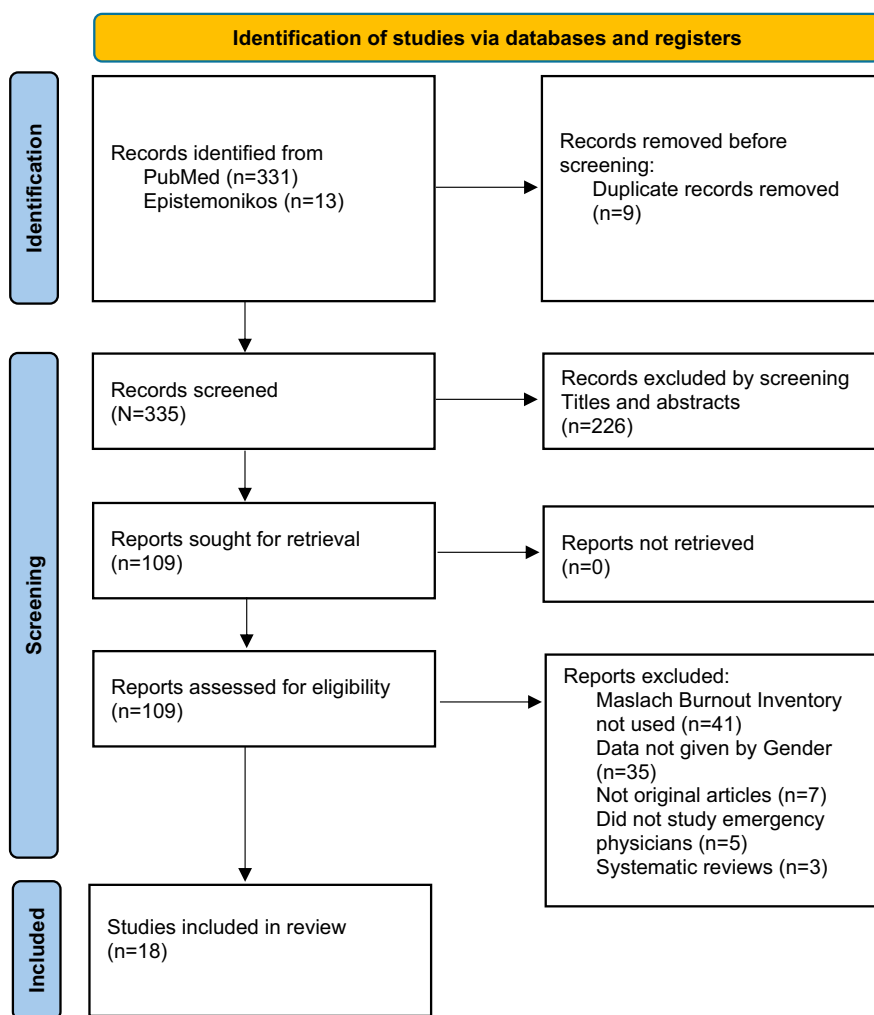 Identification of studies via databases and registers
Identification
Records identified from
PubMed (n=331)
Epistemonikos (n=13)
Records removed before
screening:
Duplicate records removed
(n=9)
Screening
Records screened
(N=335)
Records excluded by screening
Titles and abstracts
(n=226)
Reports sought for retrieval
(n=109)
Reports not retrieved
(n=0)
Reports assessed for eligibility
(n=109)
Reports excluded:
Maslach Burnout Inventory
not used (n=41)
Data not given by Gender
(n=35)
Not original articles (n=7)
Did not study emergency
physicians (n=5)
Systematic reviews (n=3)
Included
Studies included in review
(n=18)